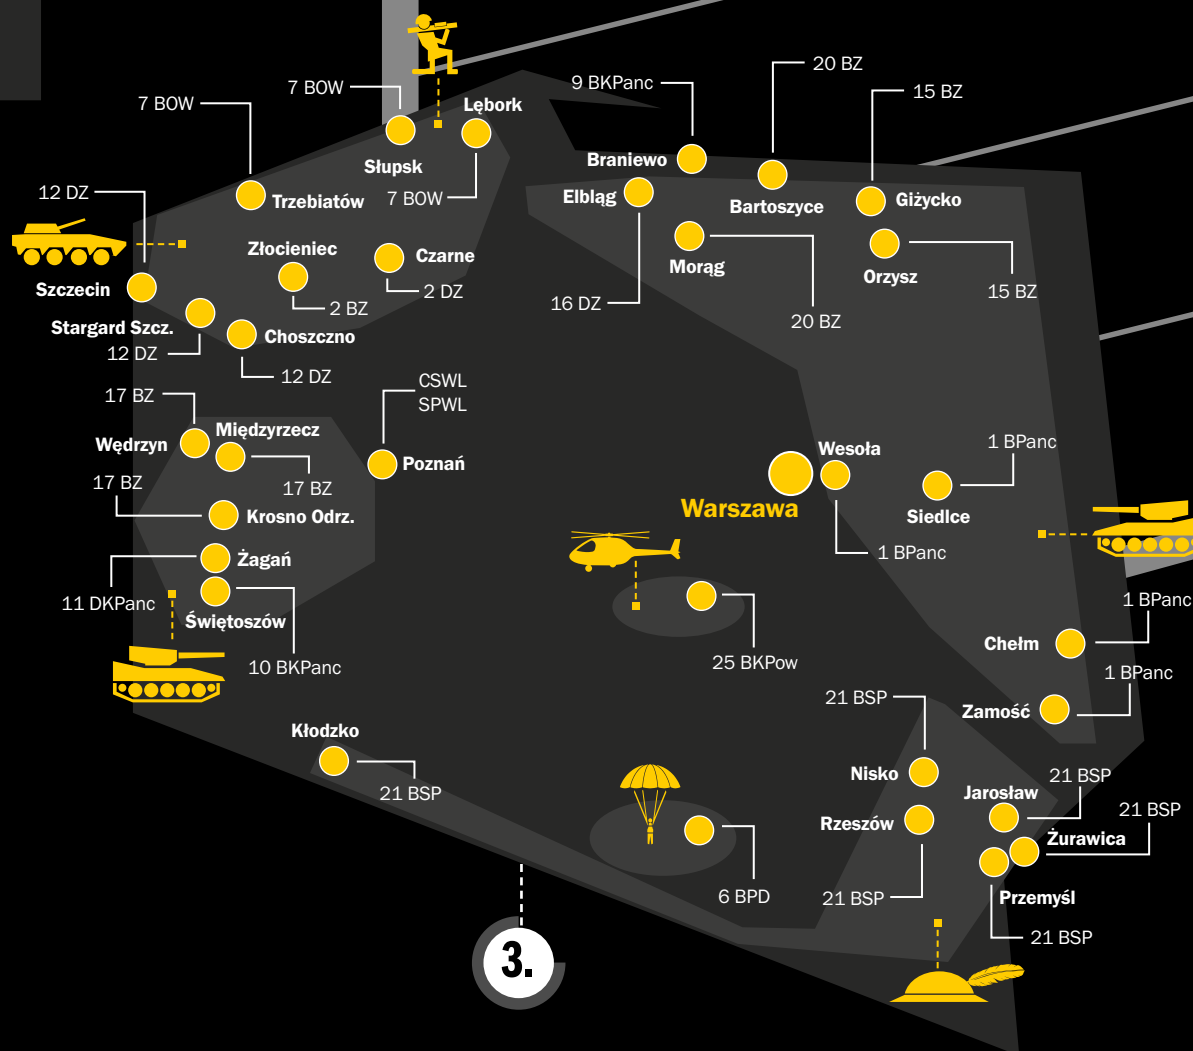 7 BOW
Słupsk
7 BOW
Trzebiatów
Lębork
7 BOW
9 BKPanc
Braniewo
20 BZ
Bartoszyce
15 BZ
Giżycko
12 DZ
Szczecin
Elbląg
16 DZ
Morąg
20 BZ
Orzysz
15 BZ
Złocieniec
2 BZ
Czarne
2 DZ
Stargard Szcz.
12 DZ
Choszczno
12 DZ
17 BZ
Wędrzyn
Międzyrzecz
17 BZ
CSWL
SPWL
Poznań
17 BZ
Krosno Odrz.
Wesoła
1 BPanc
Warszawa
1 BPanc
Siedlce
Żagań
11 DKPanc
Świętoszów
10 BKPanc
25 BKPow
1 BPanc
Chełm
1 BPanc
Zamość
Kłodzko
21 BSP
21 BSP
Nisko
21 BSP
Jarosław
21 BSP
Żurawica
Rzeszów
21 BSP
Przemyśl
21 BSP
6 BPD
3.